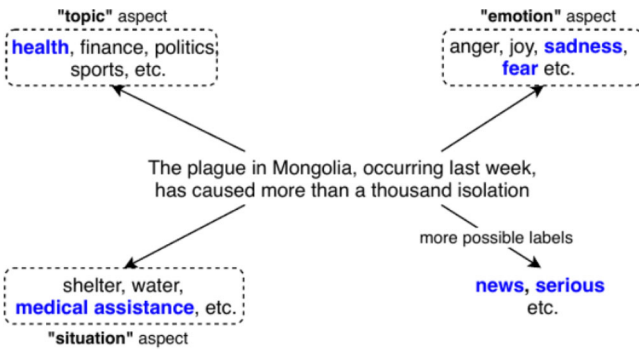 "topic" aspect
health, finance, politics,
sports, etc.
"emotion" aspect
anger, joy, sadness,
fear etc.
The plague in Mongolia, occurring last week,
has caused more than a thousand isolation
more possible labels
shelter, water,
medical assistance, etc.
"situation" aspect
news, serious
etc.